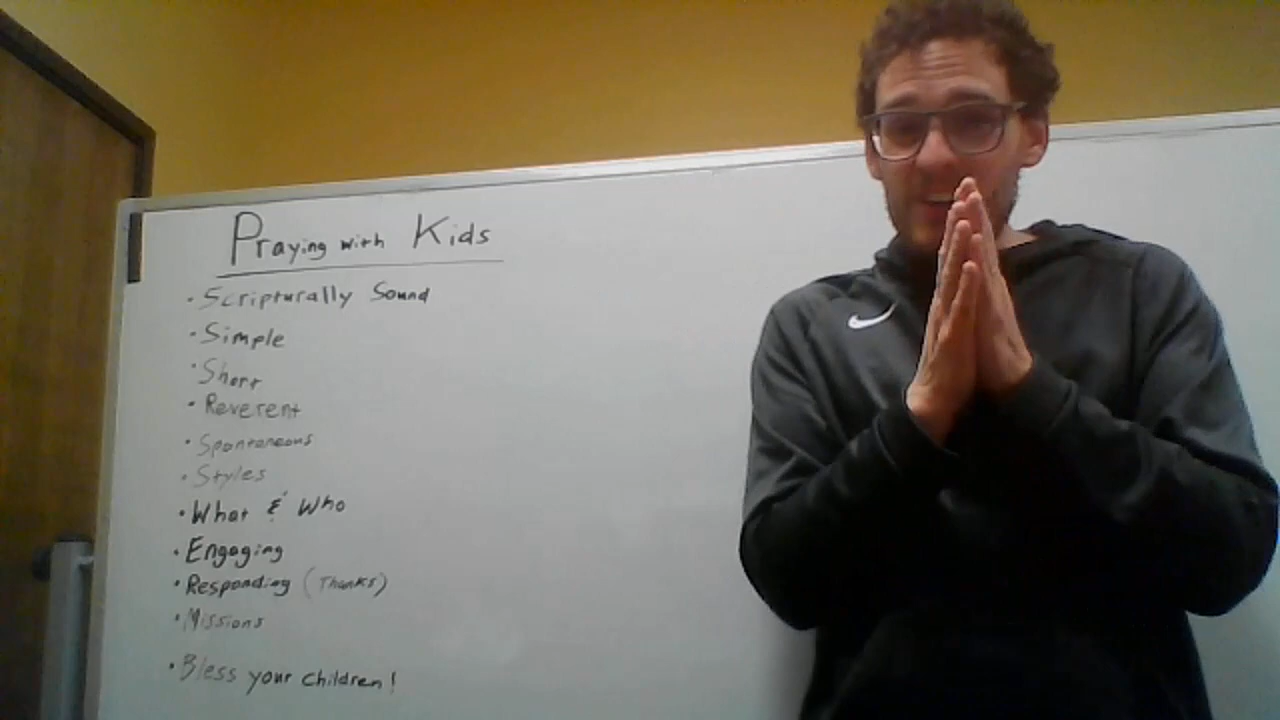 Praying with Kids
• Scripturally Sound
• Simple
• Short
• Reverent
• Spontaneous
• Styles
• What & Who
• Engaging
• Responding (Thanks)
• Missions
• Bless your children!